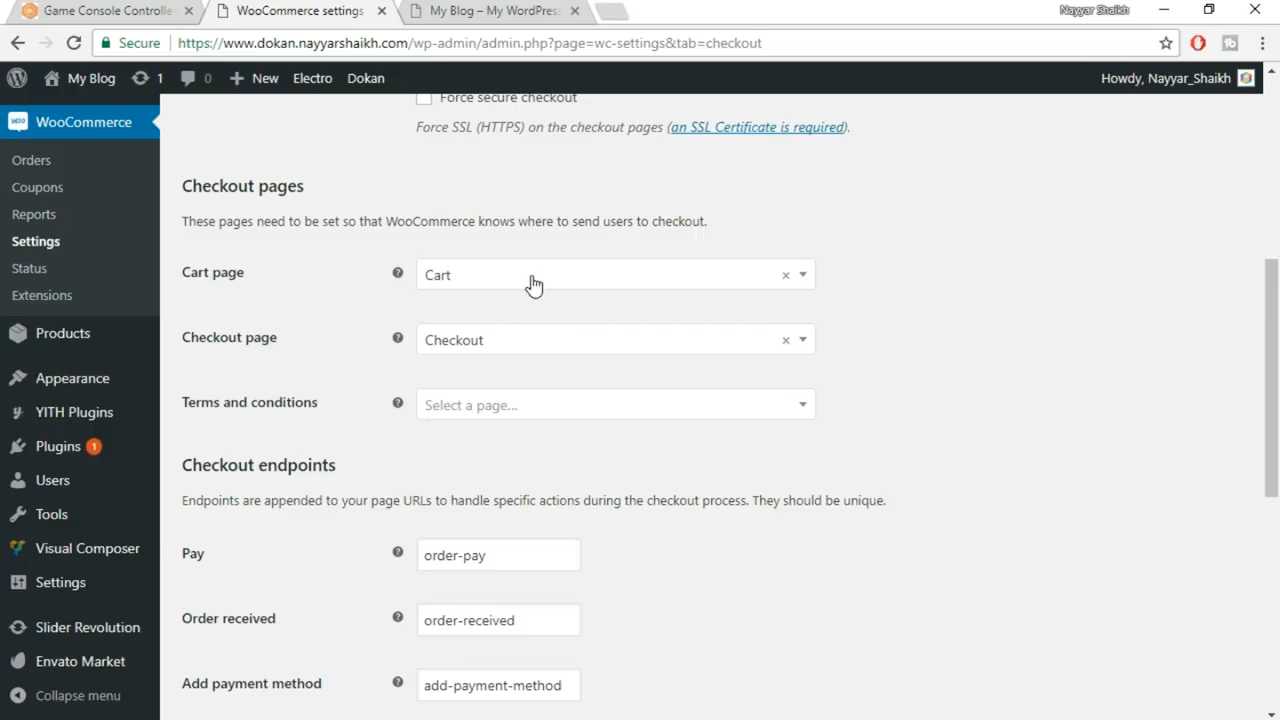 Game Console Controlle
WooCommerce settings
My Blog – My WordPress
Nayyar Shaikh
Secure
https://www.dokan.nayyarshaikh.com/wp-admin/admin.php?page=wc-settings&tab=checkout
My Blog
1
0
New
Electro
Dokan
Howdy, Nayyar_Shaikh
WooCommerce
Orders
Coupons
Reports
Settings
Status
Extensions
Products
Appearance
YITH Plugins
Plugins 1
Users
Tools
Visual Composer
Settings
Slider Revolution
Envato Market
Collapse menu
Force secure checkout
Force SSL (HTTPS) on the checkout pages (an SSL Certificate is required).
Checkout pages
These pages need to be set so that WooCommerce knows where to send users to checkout.
Cart page
Cart
Checkout page
Checkout
Terms and conditions
Select a page...
Checkout endpoints
Endpoints are appended to your page URLs to handle specific actions during the checkout process. They should be unique.
Pay
order-pay
Order received
order-received
Add payment method
add-payment-method